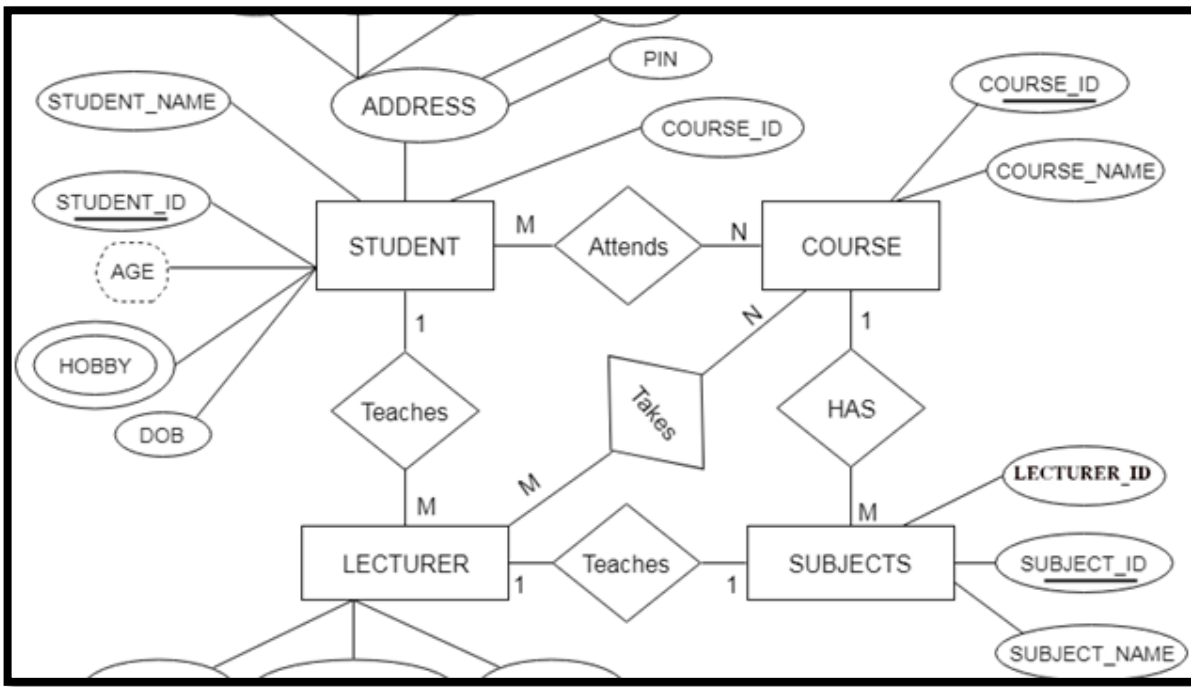 PIN
STUDENT_NAME
ADDRESS
COURSE_ID
COURSE_ID
COURSE_NAME
STUDENT_ID
STUDENT
M
Attends
N
COURSE
AGE
1
N
1
HOBBY
Teaches
Takes
HAS
DOB
M
M
M
LECTURER_ID
LECTURER
1
Teaches
1
SUBJECTS
SUBJECT_ID
SUBJECT_NAME